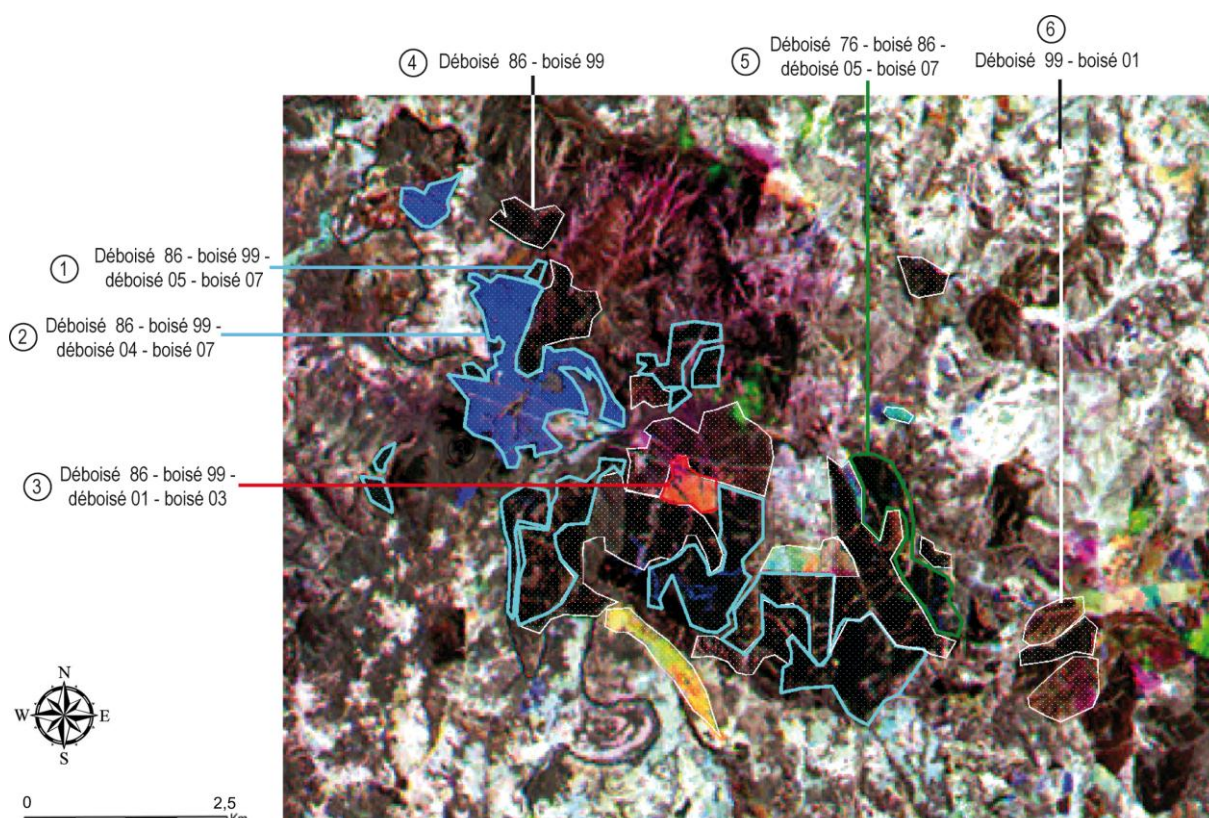 ⑥
④ Déboisé 86 - boisé 99
⑤ Déboisé 76 - boisé 86 -
déboisé 05 - boisé 07
Déboisé 99 - boisé 01
① Déboisé 86 - boisé 99 -
déboisé 05 - boisé 07
② Déboisé 86 - boisé 99 -
déboisé 04 - boisé 07
③ Déboisé 86 - boisé 99 -
déboisé 01 - boisé 03
N
W E
S
0 2,5
Km